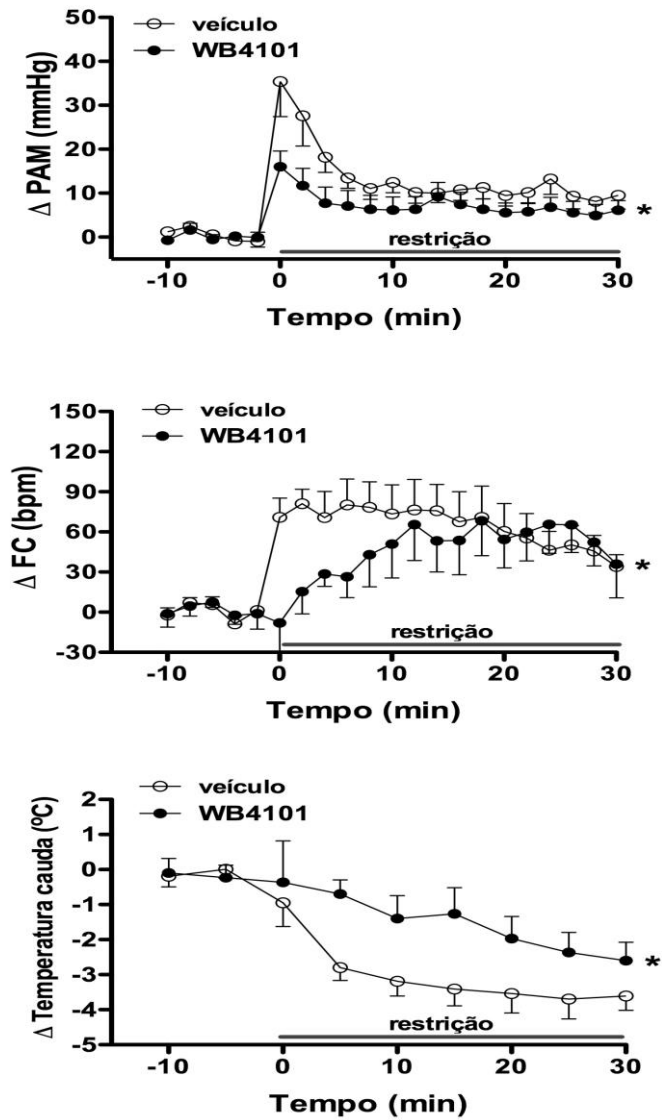 veículo
WB4101
Δ PAM (mmHg)
50
40
30
20
10
0
*
restrição
-10 0 10 20 30
Tempo (min)
veículo
WB4101
Δ FC (bpm)
150
120
90
60
30
0
-30
*
restrição
-10 0 10 20 30
Tempo (min)
veículo
WB4101
Δ Temperatura cauda (ºC)
2
1
0
-1
-2
-3
-4
-5
*
restrição
-10 0 10 20 30
Tempo (min)